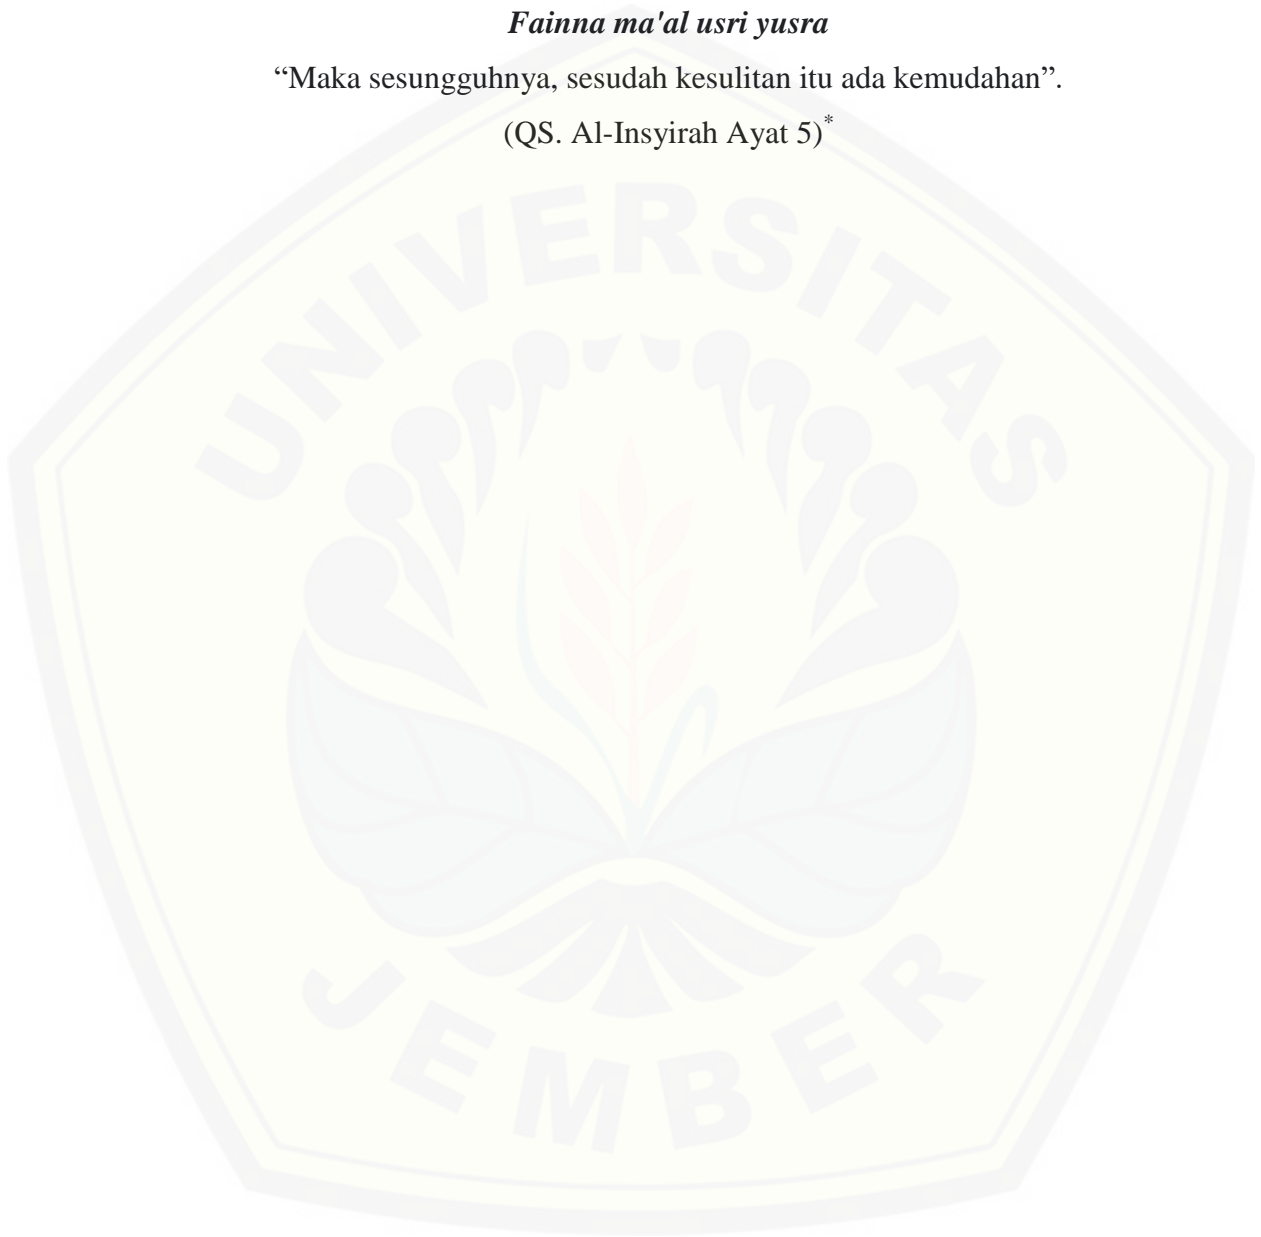 Fainna ma'al usri yusra
“Maka sesungguhnya, sesudah kesulitan itu ada kemudahan”.
(QS. Al-Insyirah Ayat 5)*
UNIVERSITAS
JEMBER